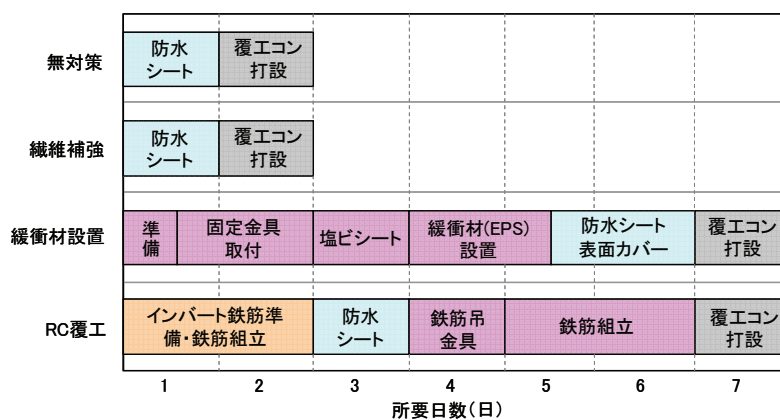 無対策
防水
シート
覆工コン
打設
繊維補強
防水
シート
覆工コン
打設
緩衝材設置
準
備
固定金具
取付
塩ビシート
緩衝材(EPS)
設置
防水シート
表面カバー
覆工コン
打設
RC覆工
インバート鉄筋準
備・鉄筋組立
防水
シート
鉄筋吊
金具
鉄筋組立
覆工コン
打設
1 2 3 4 5 6 7
所要日数(日)